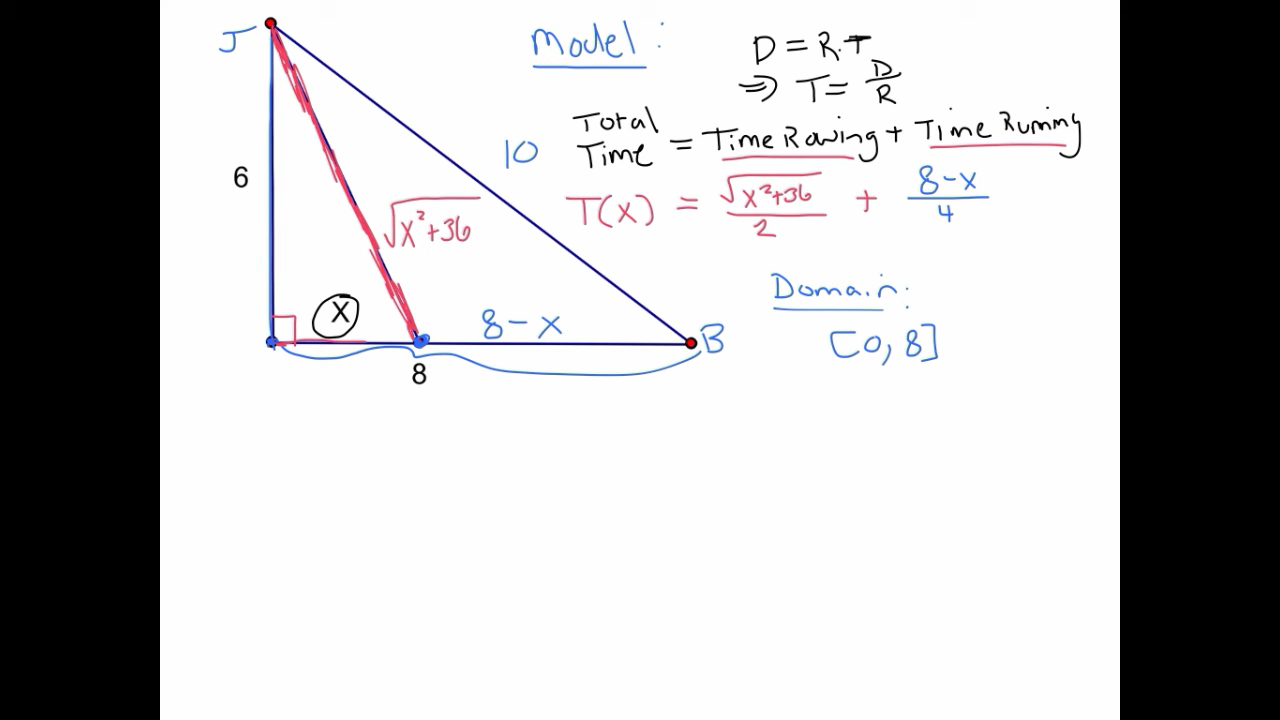 J
Model:
D = R·T
⇒ T = D/R
10
Total Time = Time Rowing + Time Running
6
T(x) = √(x²+36)/2 + (8-x)/4
√(x²+36)
Domain:
x
8-x
B
[0, 8]
8